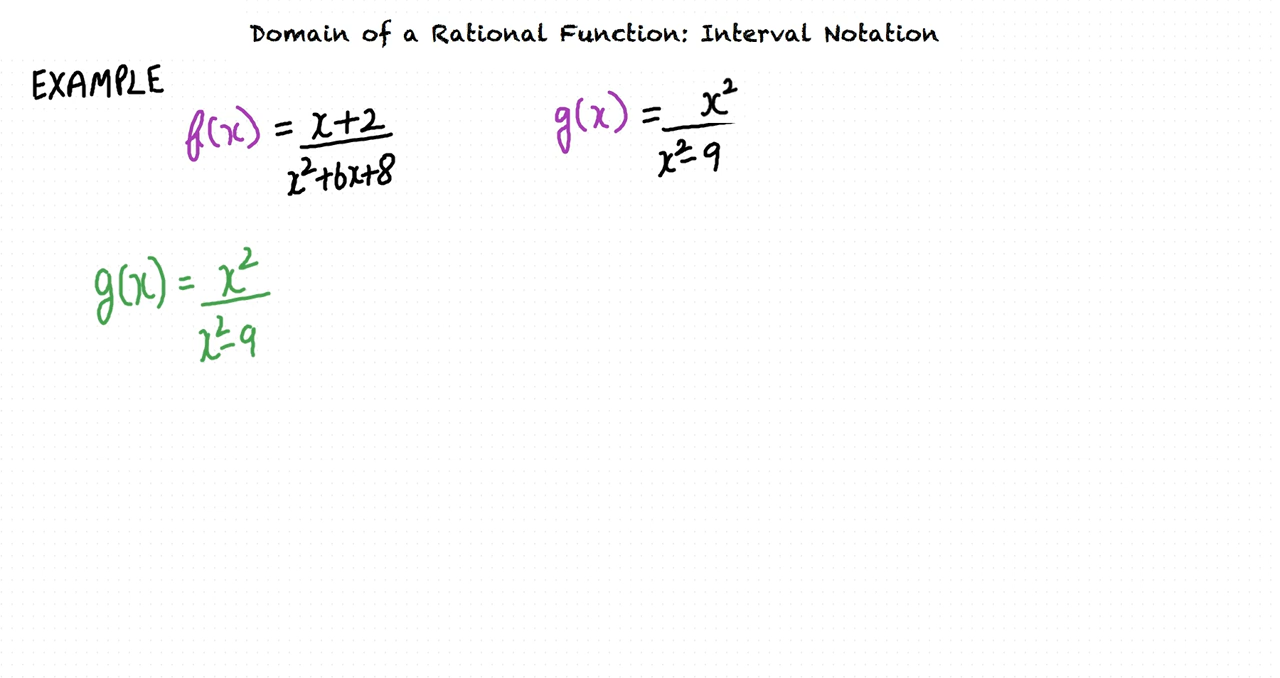 Domain of a Rational Function: Interval Notation
EXAMPLE
f(x) = x+2 / x²+6x+8
g(x) = x² / x²-9
g(x) = x² / x²-9